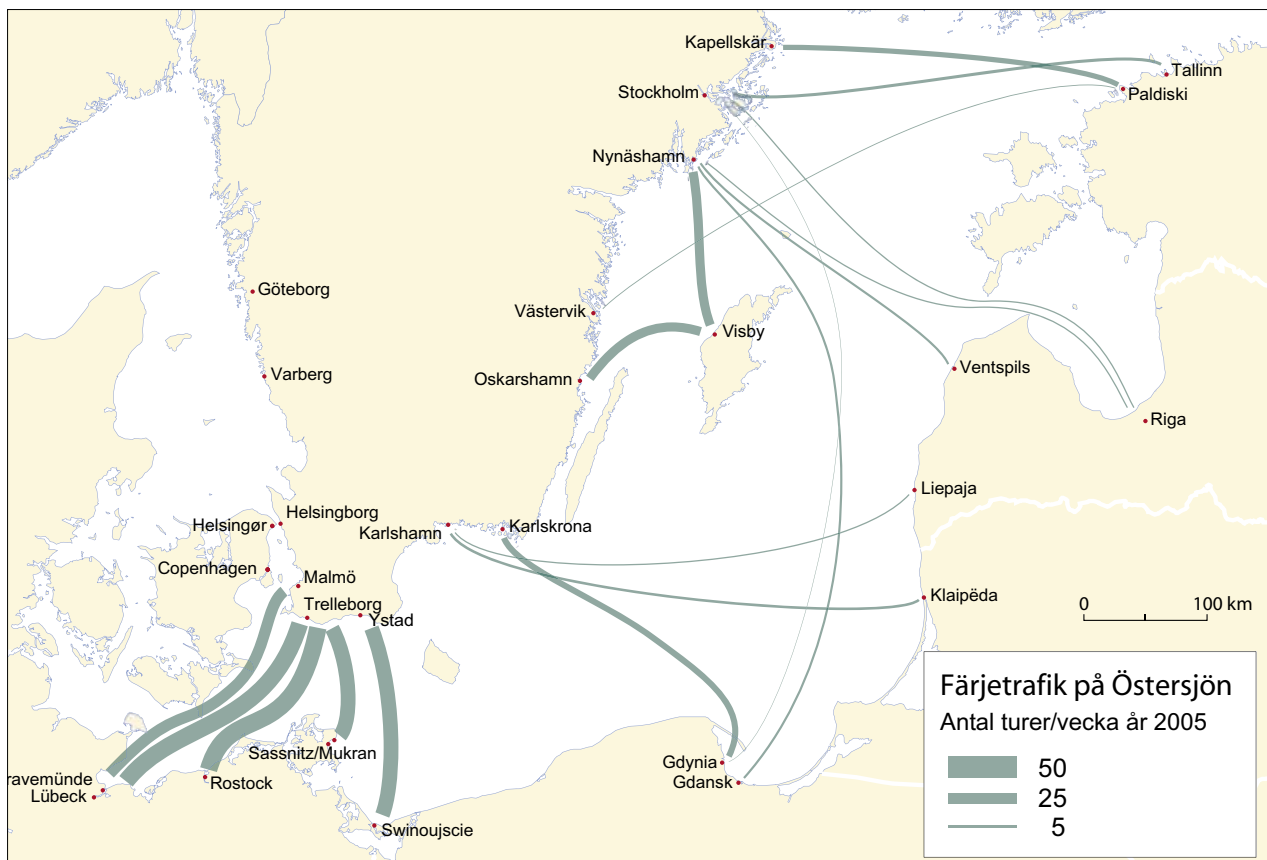 Kapellskär
Tallinn
Stockholm
Paldiski
Nynäshamn
Göteborg
Västervik
Visby
Varberg
Oskarshamn
Ventspils
Riga
Liepaja
Helsingør
Helsingborg
Karlshamn
Karlskrona
Copenhagen
Malmö
Klaipëda
Trelleborg
Ystad
0 100 km
Färjetrafik på Östersjön
Antal turer/vecka år 2005
50
25
5
Sassnitz/Mukran
Gdynia
ravemünde
Rostock
Gdansk
Lübeck
Swinoujscie